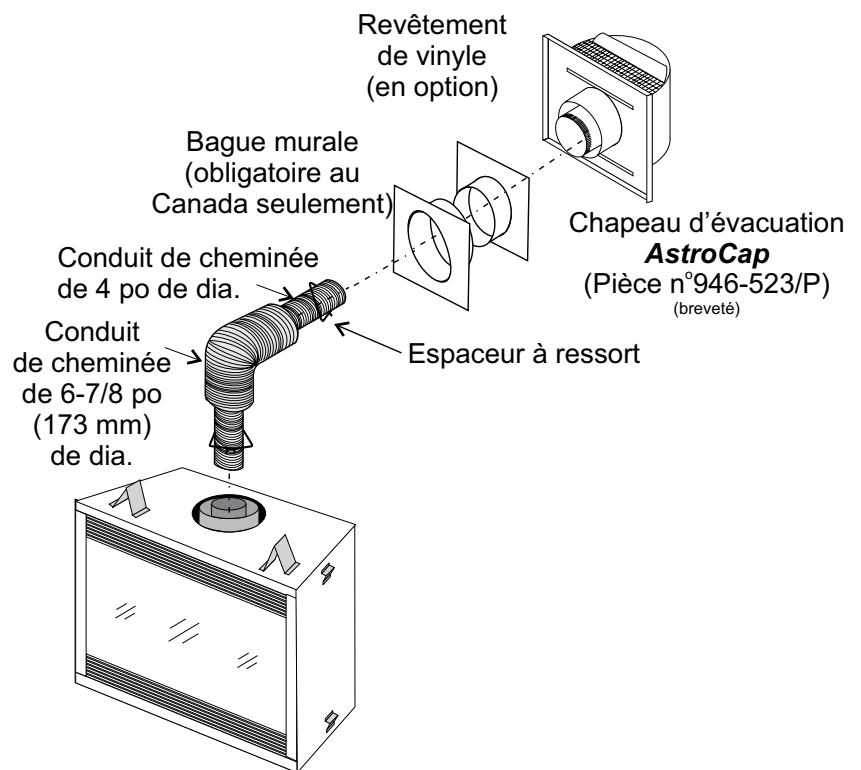 Revêtement
de vinyle
(en option)
Bague murale
(obligatoire au
Canada seulement)
Chapeau d’évacuation
AstroCap
(Pièce n°946-523/P)
(breveté)
Conduit de cheminée
de 4 po de dia.
Conduit
de cheminée
de 6-7/8 po
(173 mm)
de dia.
Espaceur à ressort